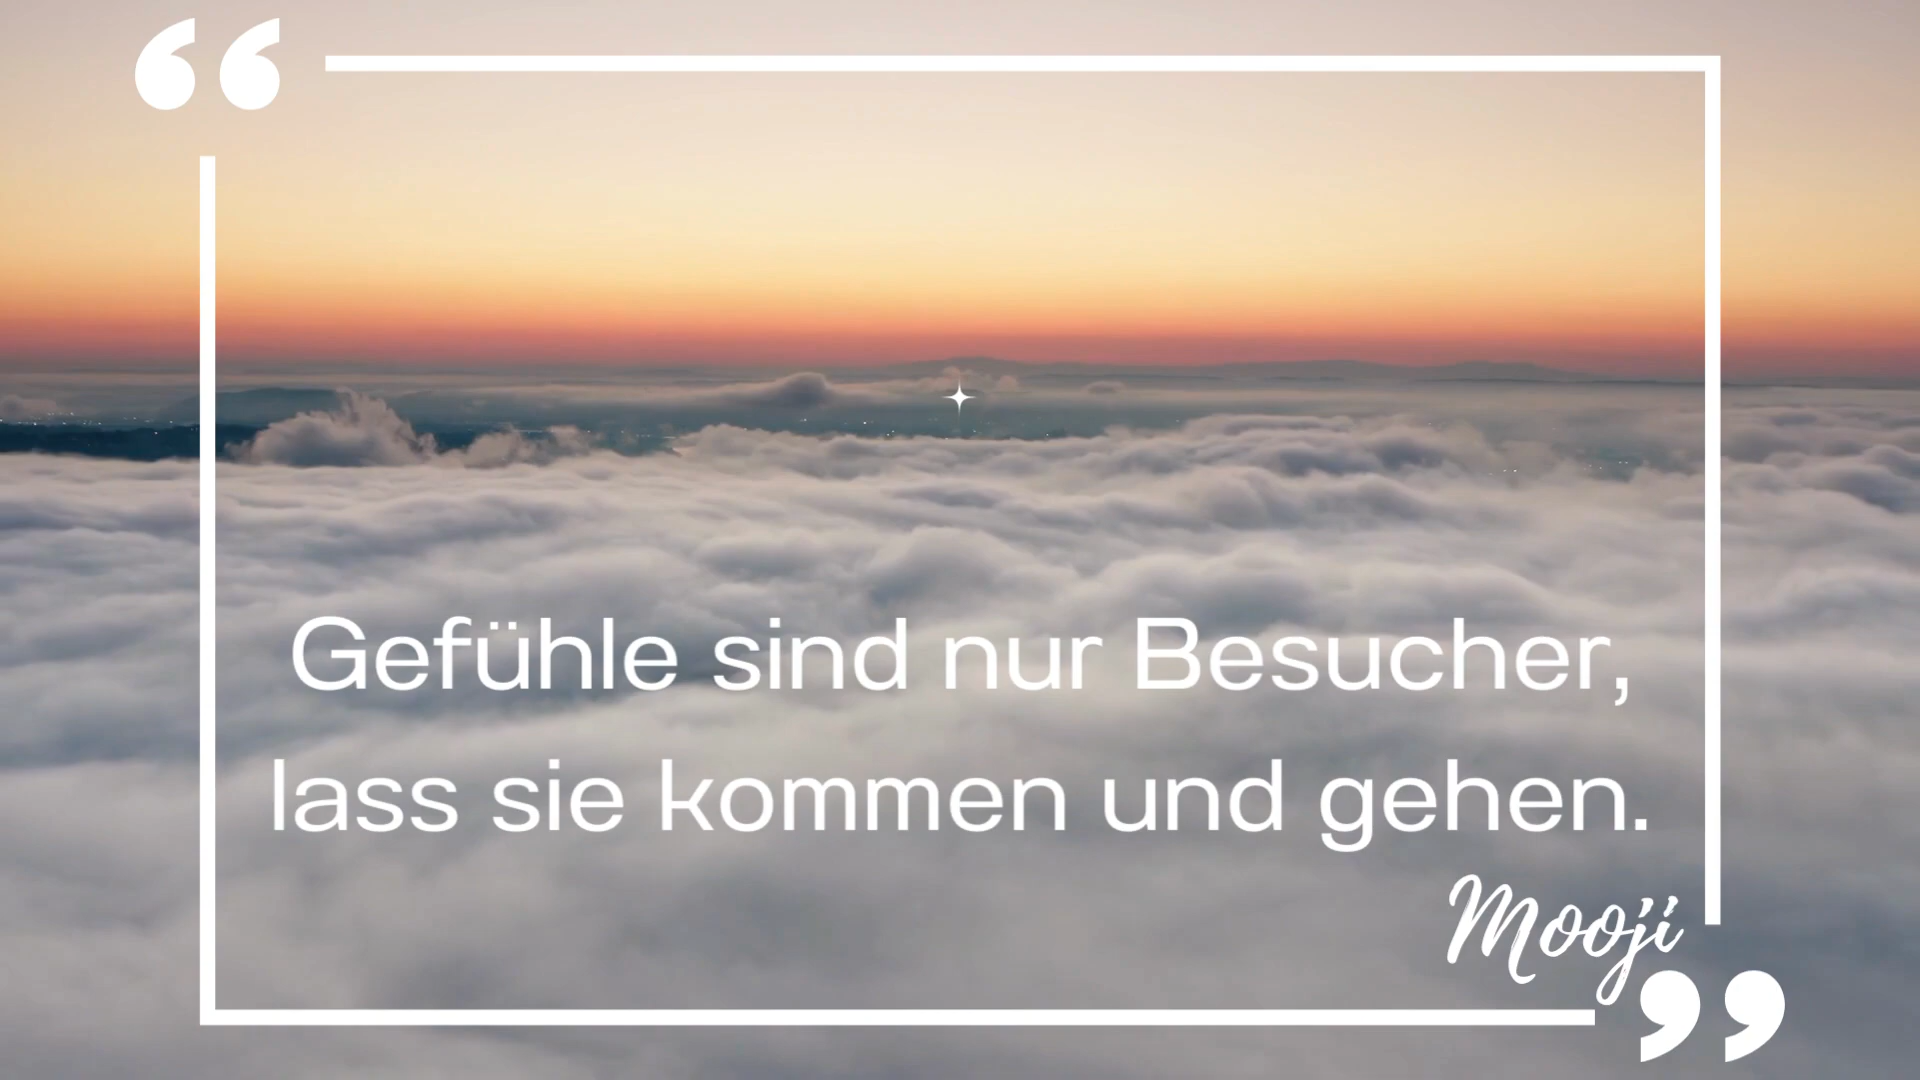 “
Gefühle sind nur Besucher,
lass sie kommen und gehen.
Mooji
”